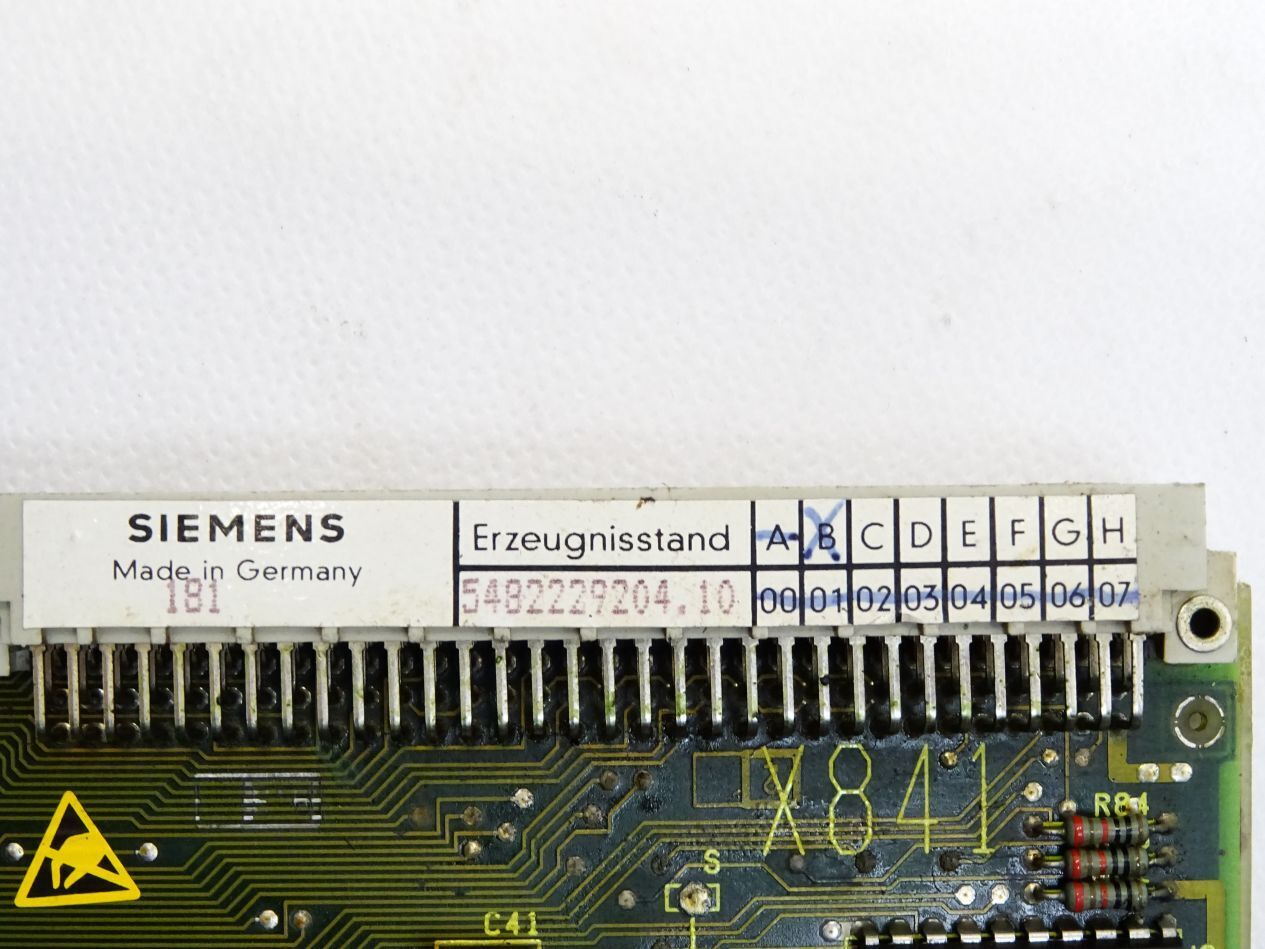 SIEMENS
Made in Germany
181
Erzeugnisstand A B C D E F G H
5482229204.10 00 01 02 03 04 05 06 07
X841
R84
S
C41